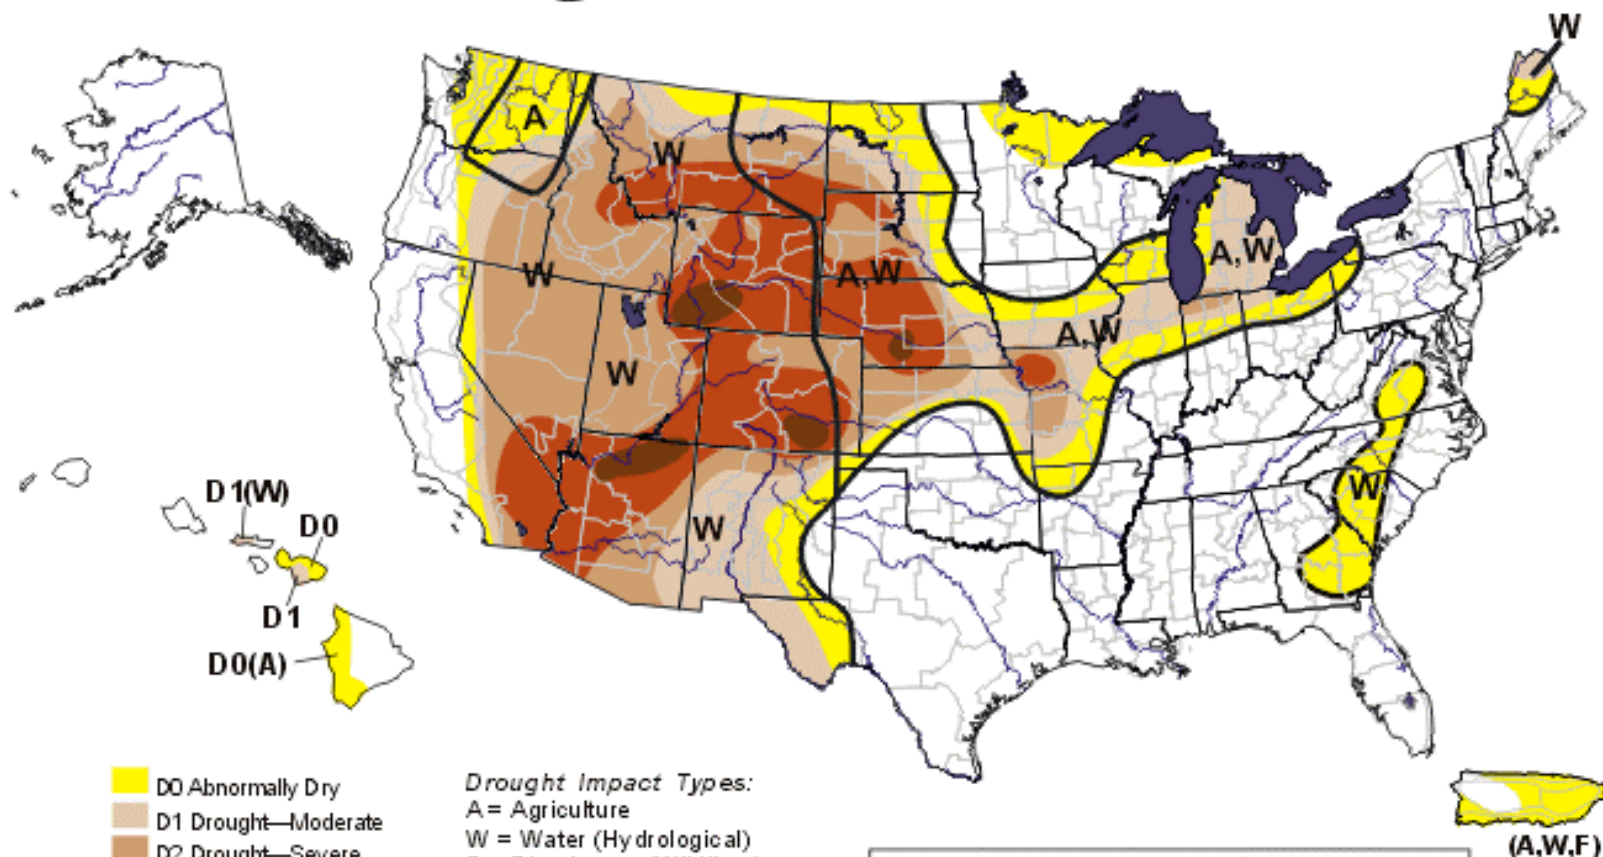 W
A
W
A,W
W
A,W
A,W
W
W
W
D1(W)
D0
D1
D0(A)
D0 Abnormally Dry
D1 Drought—Moderate
D2 Drought—Severe
Drought Impact Types:
A = Agriculture
W = Water (Hydrological)
(A,W,F)